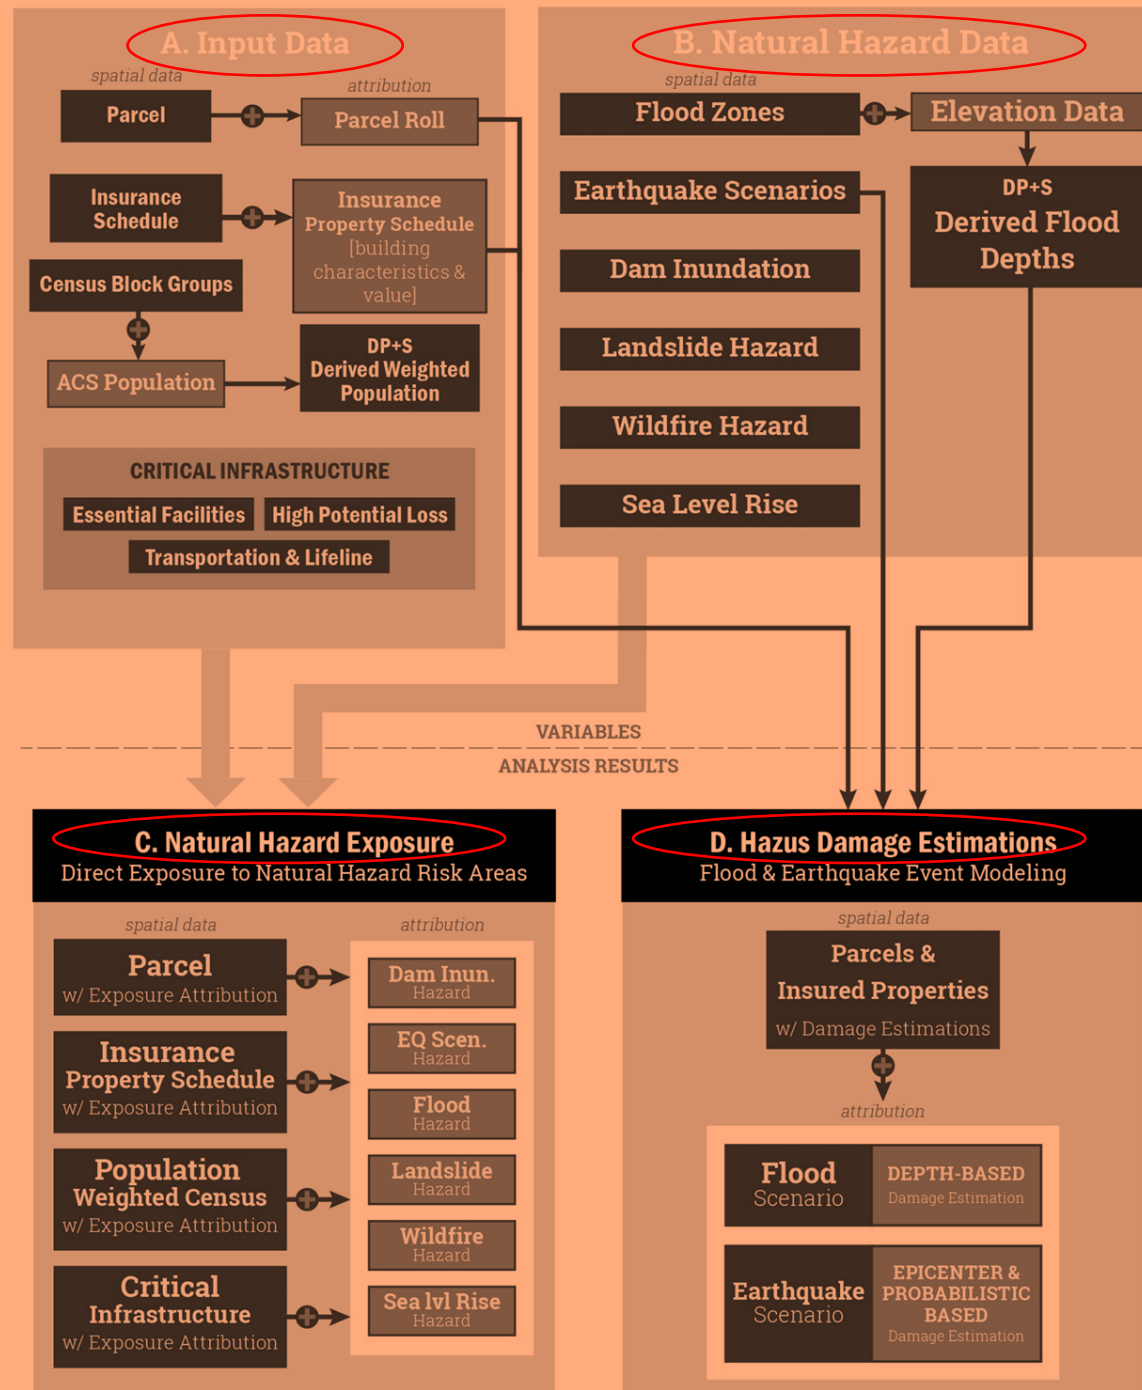 A. Input Data
spatial data
attribution
Parcel
Parcel Roll
Insurance
Schedule
Insurance
Property Schedule
[building
characteristics &
value]
Census Block Groups
ACS Population
DP+S
Derived Weighted
Population
CRITICAL INFRASTRUCTURE
Essential Facilities
High Potential Loss
Transportation & Lifeline
B. Natural Hazard Data
spatial data
Flood Zones
Elevation Data
Earthquake Scenarios
DP+S
Derived Flood
Depths
Dam Inundation
Landslide Hazard
Wildfire Hazard
Sea Level Rise
VARIABLES
ANALYSIS RESULTS
C. Natural Hazard Exposure
Direct Exposure to Natural Hazard Risk Areas
spatial data
attribution
Parcel
w/ Exposure Attribution
Insurance
Property Schedule
w/ Exposure Attribution
Population
Weighted Census
w/ Exposure Attribution
Critical
Infrastructure
w/ Exposure Attribution
Dam Inun.
Hazard
EQ Scen.
Hazard
Flood
Hazard
Landslide
Hazard
Wildfire
Hazard
Sea lvl Rise
Hazard
D. Hazus Damage Estimations
Flood & Earthquake Event Modeling
spatial data
Parcels &
Insured Properties
w/ Damage Estimations
attribution
Flood
Scenario
DEPTH-BASED
Damage Estimation
Earthquake
Scenario
EPICENTER &
PROBABILISTIC
BASED
Damage Estimation